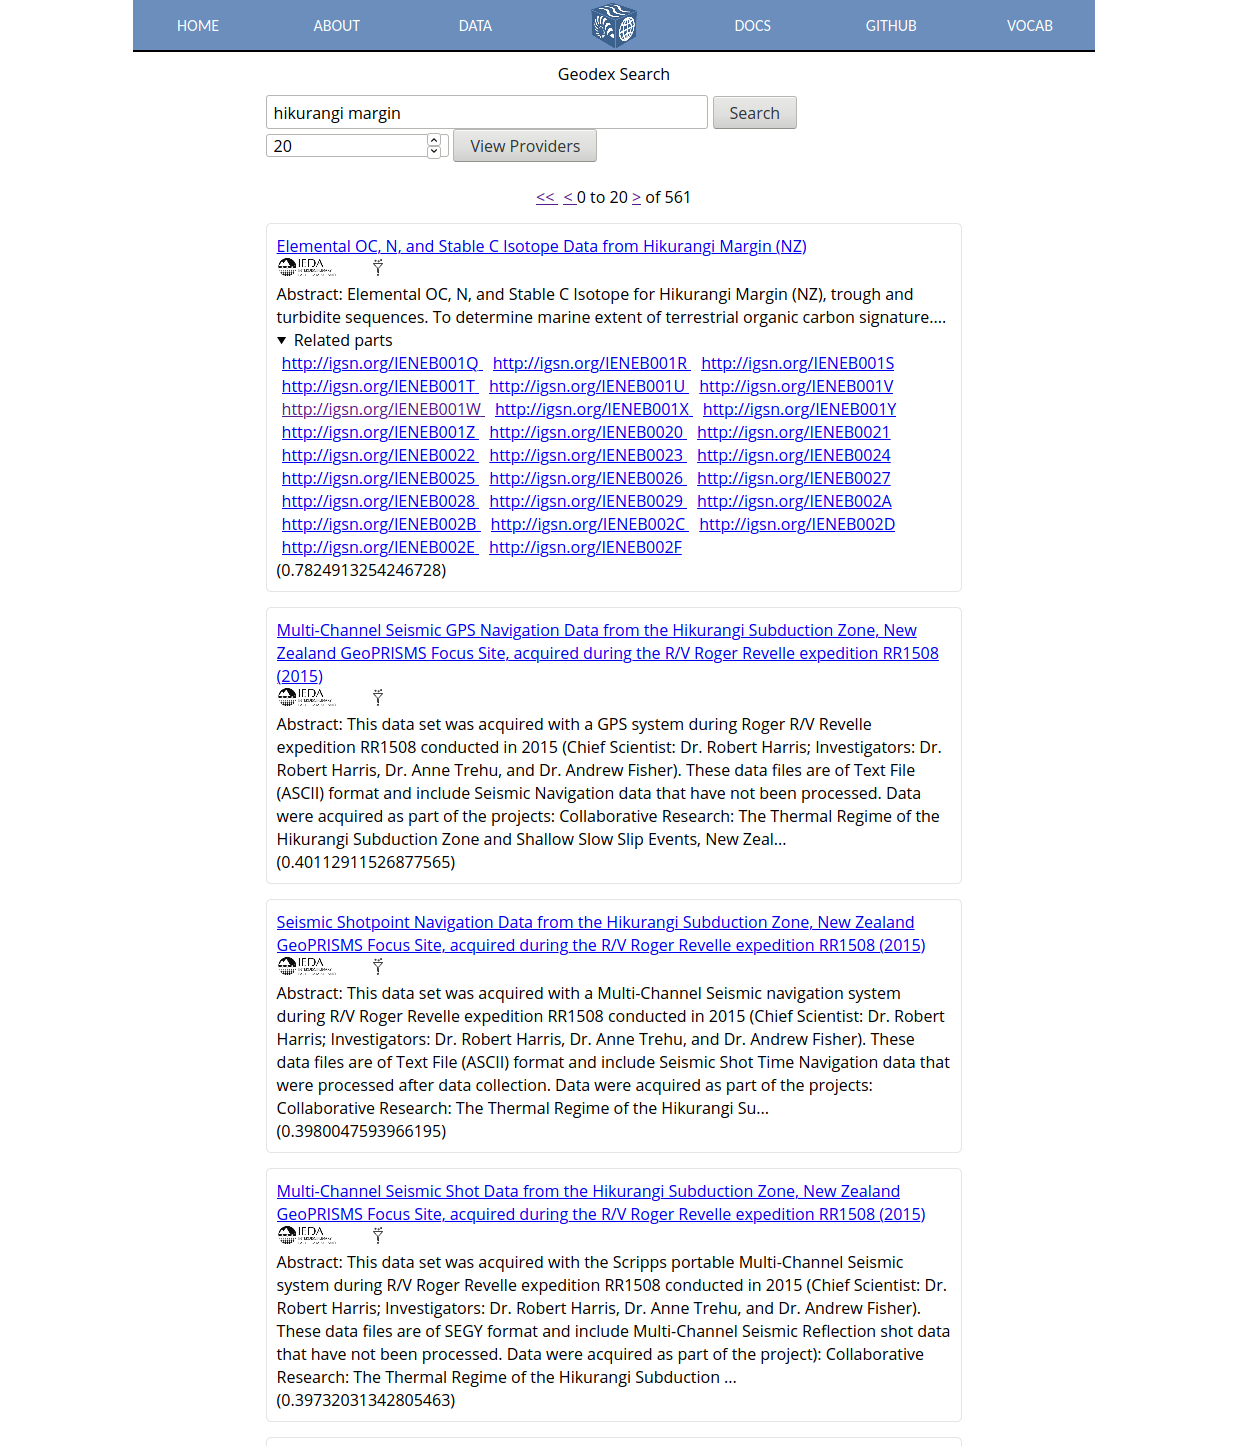 HOME ABOUT DATA DOCS GITHUB VOCAB
Geodex Search
hikurangi margin Search
20 View Providers
<< < 0 to 20 > of 561
Elemental OC, N, and Stable C Isotope Data from Hikurangi Margin (NZ)
IEDA
Abstract: Elemental OC, N, and Stable C Isotope for Hikurangi Margin (NZ), trough and
turbidite sequences. To determine marine extent of terrestrial organic carbon signature....
▼ Related parts
http://igsn.org/IENEB001Q http://igsn.org/IENEB001R http://igsn.org/IENEB001S
http://igsn.org/IENEB001T http://igsn.org/IENEB001U http://igsn.org/IENEB001V
http://igsn.org/IENEB001W http://igsn.org/IENEB001X http://igsn.org/IENEB001Y
http://igsn.org/IENEB001Z http://igsn.org/IENEB0020 http://igsn.org/IENEB0021
http://igsn.org/IENEB0022 http://igsn.org/IENEB0023 http://igsn.org/IENEB0024
http://igsn.org/IENEB0025 http://igsn.org/IENEB0026 http://igsn.org/IENEB0027
http://igsn.org/IENEB0028 http://igsn.org/IENEB0029 http://igsn.org/IENEB002A
http://igsn.org/IENEB002B http://igsn.org/IENEB002C http://igsn.org/IENEB002D
http://igsn.org/IENEB002E http://igsn.org/IENEB002F
(0.7824913254246728)
Multi-Channel Seismic GPS Navigation Data from the Hikurangi Subduction Zone, New
Zealand GeoPRISMS Focus Site, acquired during the R/V Roger Revelle expedition RR1508
(2015)
IEDA
Abstract: This data set was acquired with a GPS system during Roger R/V Revelle
expedition RR1508 conducted in 2015 (Chief Scientist: Dr. Robert Harris; Investigators: Dr.
Robert Harris, Dr. Anne Trehu, and Dr. Andrew Fisher). These data files are of Text File
(ASCII) format and include Seismic Navigation data that have not been processed. Data
were acquired as part of the projects: Collaborative Research: The Thermal Regime of the
Hikurangi Subduction Zone and Shallow Slow Slip Events, New Zeal...
(0.40112911526877565)
Seismic Shotpoint Navigation Data from the Hikurangi Subduction Zone, New Zealand
GeoPRISMS Focus Site, acquired during the R/V Roger Revelle expedition RR1508 (2015)
IEDA
Abstract: This data set was acquired with a Multi-Channel Seismic navigation system
during R/V Roger Revelle expedition RR1508 conducted in 2015 (Chief Scientist: Dr. Robert
Harris; Investigators: Dr. Robert Harris, Dr. Anne Trehu, and Dr. Andrew Fisher). These
data files are of Text File (ASCII) format and include Seismic Shot Time Navigation data that
were processed after data collection. Data were acquired as part of the projects:
Collaborative Research: The Thermal Regime of the Hikurangi Su...
(0.3980047593966195)
Multi-Channel Seismic Shot Data from the Hikurangi Subduction Zone, New Zealand
GeoPRISMS Focus Site, acquired during the R/V Roger Revelle expedition RR1508 (2015)
IEDA
Abstract: This data set was acquired with the Scripps portable Multi-Channel Seismic
system during R/V Roger Revelle expedition RR1508 conducted in 2015 (Chief Scientist: Dr.
Robert Harris; Investigators: Dr. Robert Harris, Dr. Anne Trehu, and Dr. Andrew Fisher).
These data files are of SEGY format and include Multi-Channel Seismic Reflection shot data
that have not been processed. Data were acquired as part of the project): Collaborative
Research: The Thermal Regime of the Hikurangi Subduction ...
(0.39732031342805463)